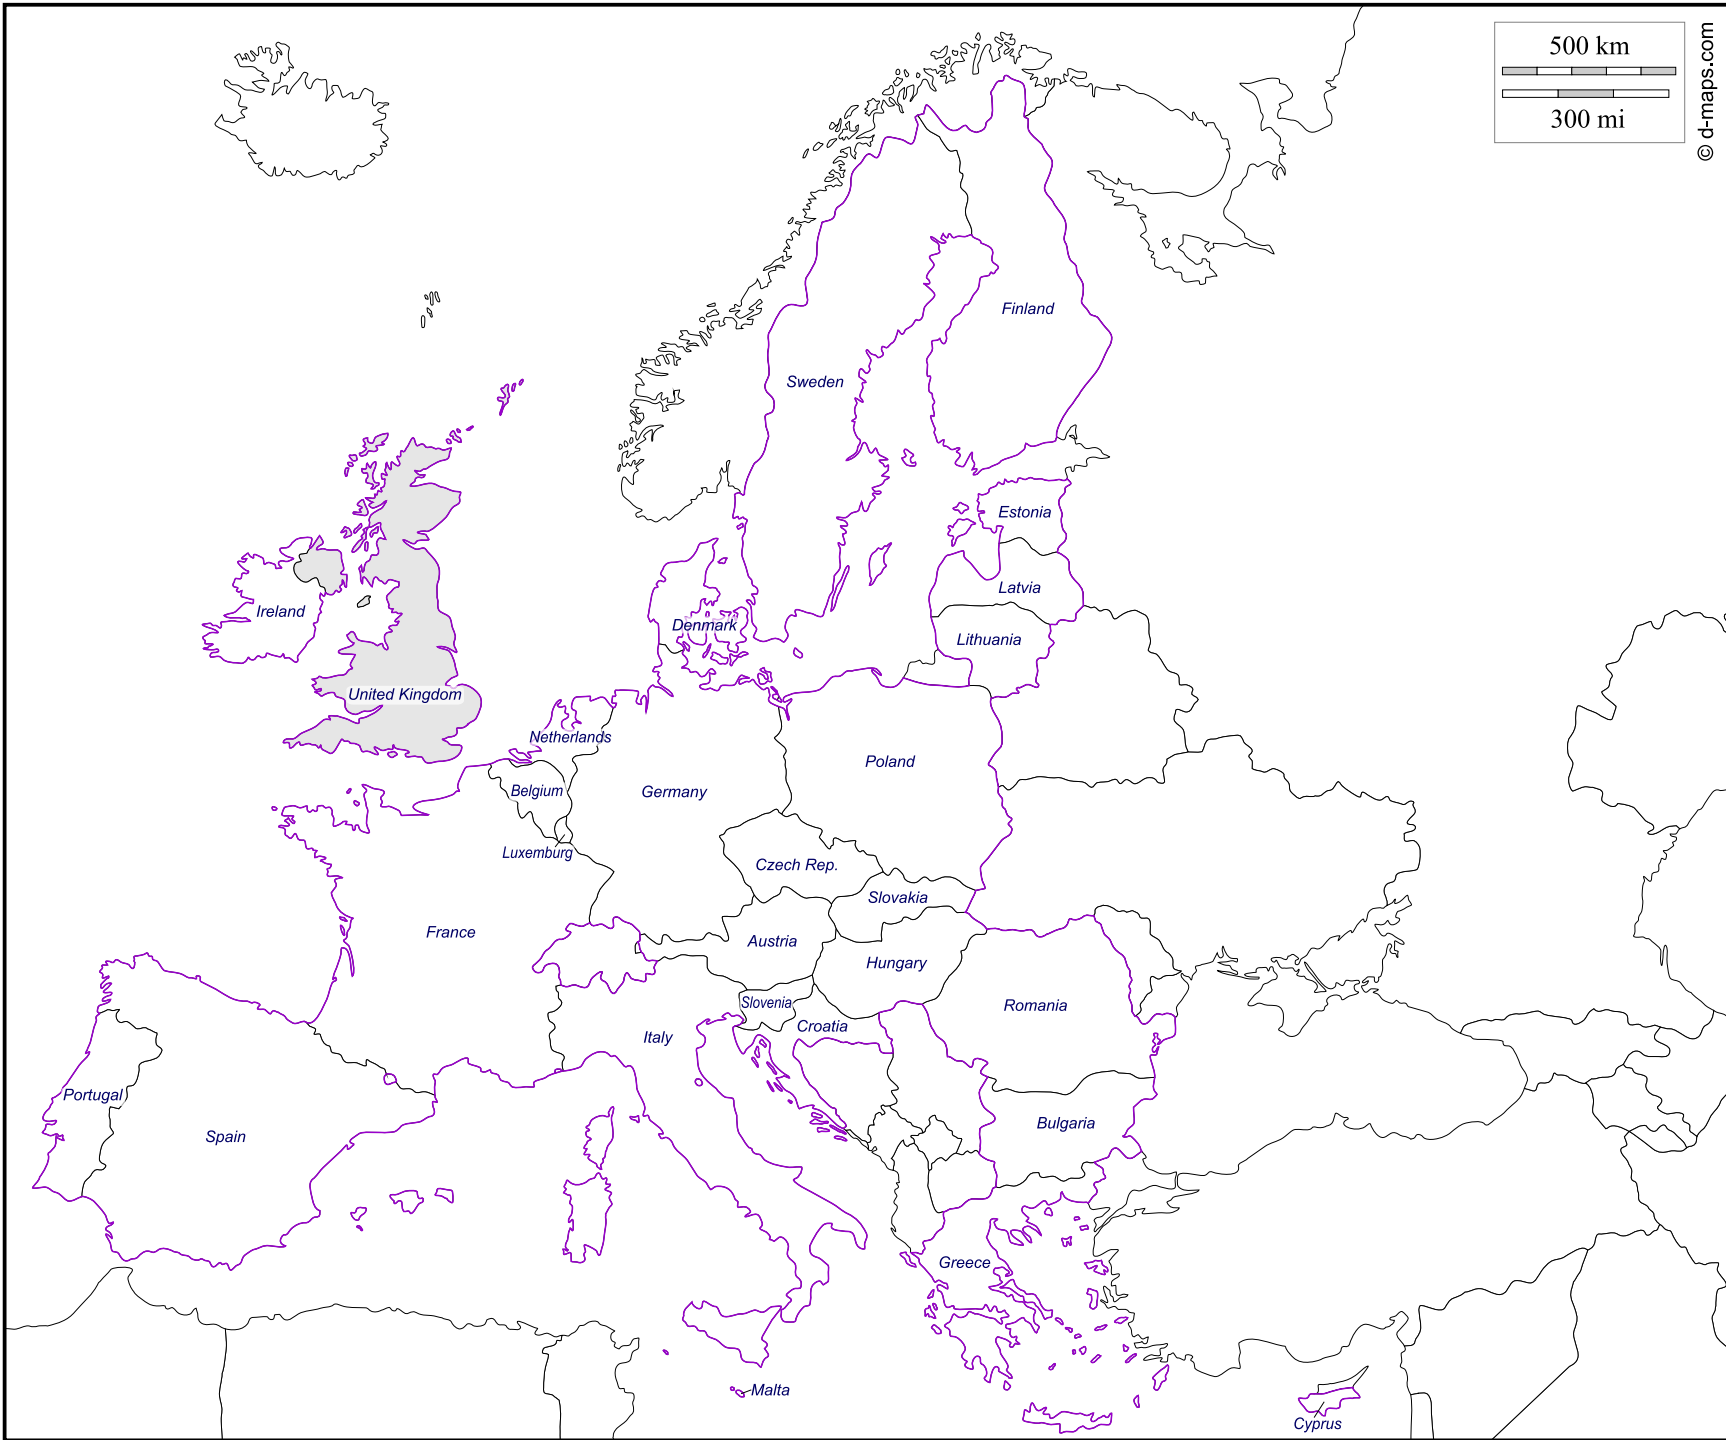 500 km
300 mi
© d-maps.com
Finland
Sweden
Estonia
Latvia
Lithuania
Denmark
Ireland
United Kingdom
Netherlands
Belgium
Luxemburg
Germany
Poland
Czech Rep.
Slovakia
Austria
Hungary
France
Slovenia
Croatia
Romania
Italy
Portugal
Spain
Bulgaria
Greece
Malta
Cyprus